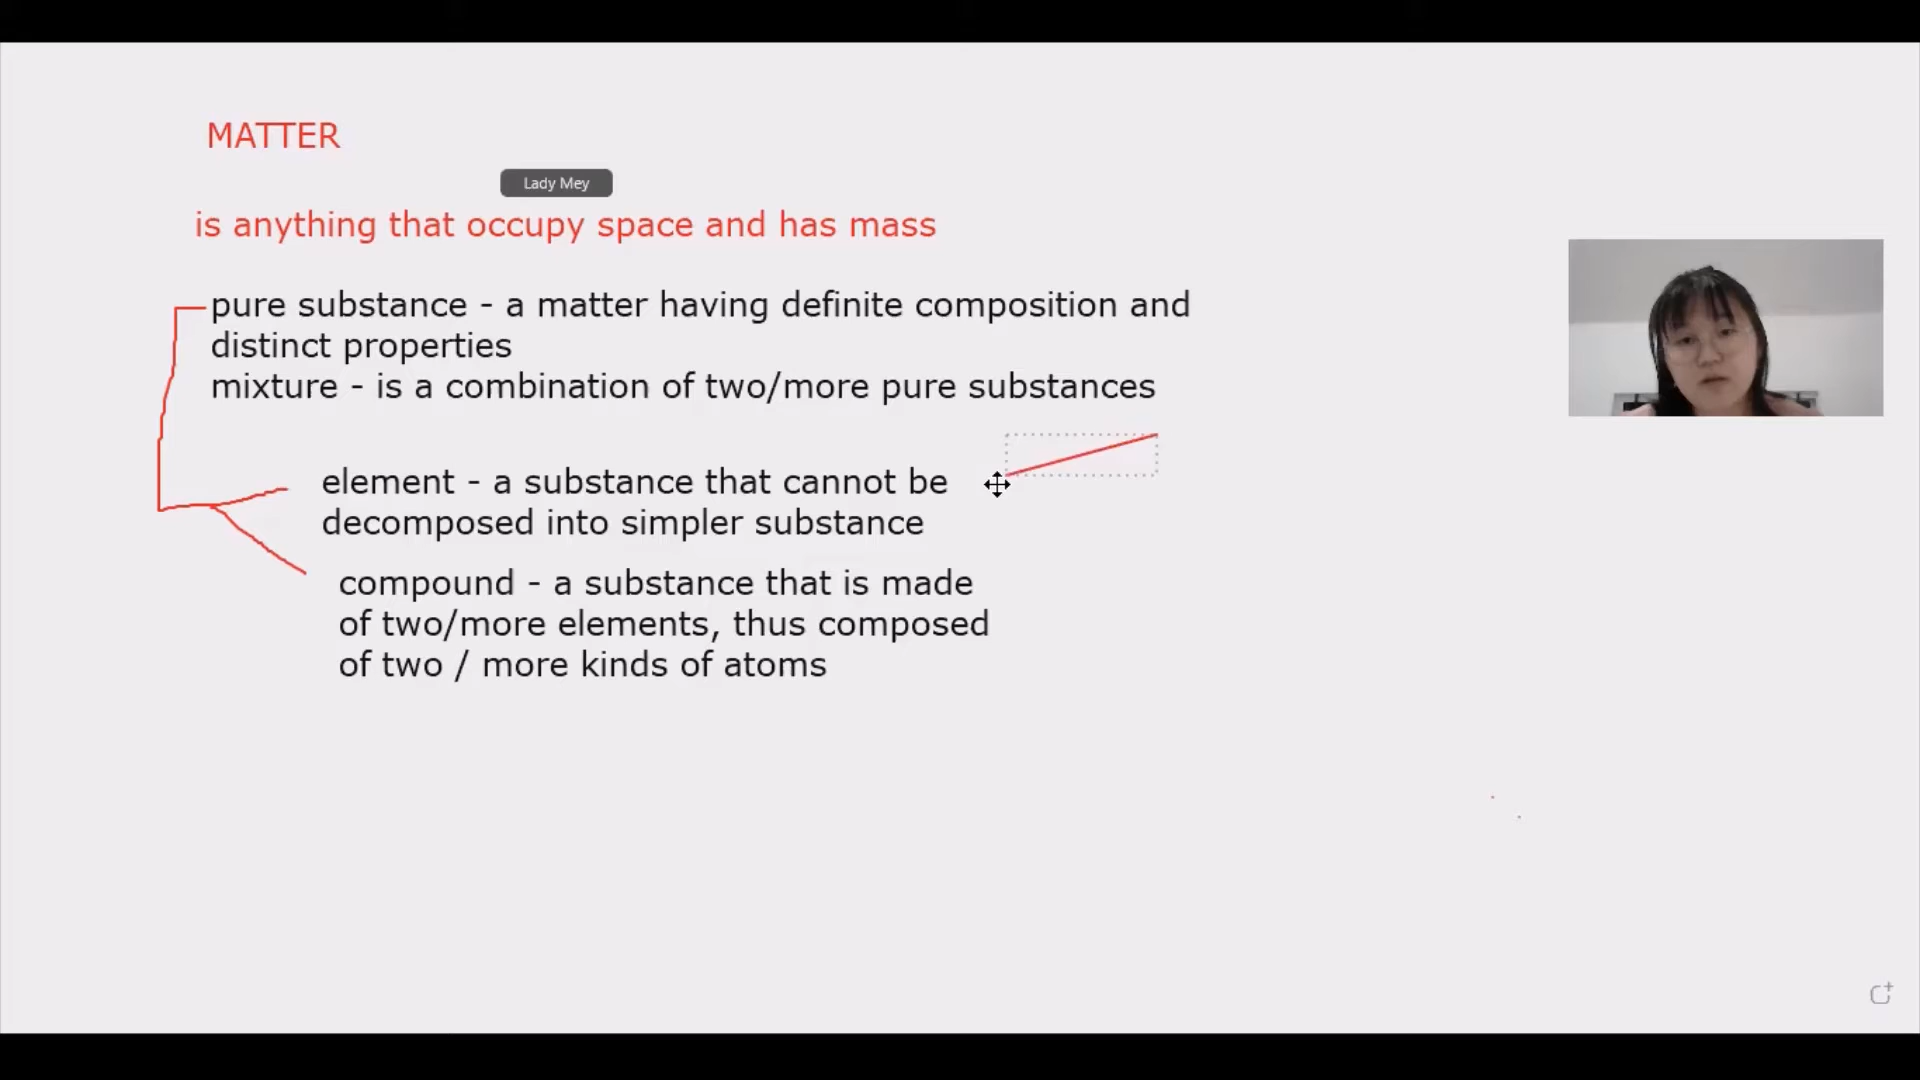 MATTER
Lady Mey
is anything that occupy space and has mass
pure substance - a matter having definite composition and
distinct properties
mixture - is a combination of two/more pure substances
element - a substance that cannot be
decomposed into simpler substance
compound - a substance that is made
of two/more elements, thus composed
of two / more kinds of atoms